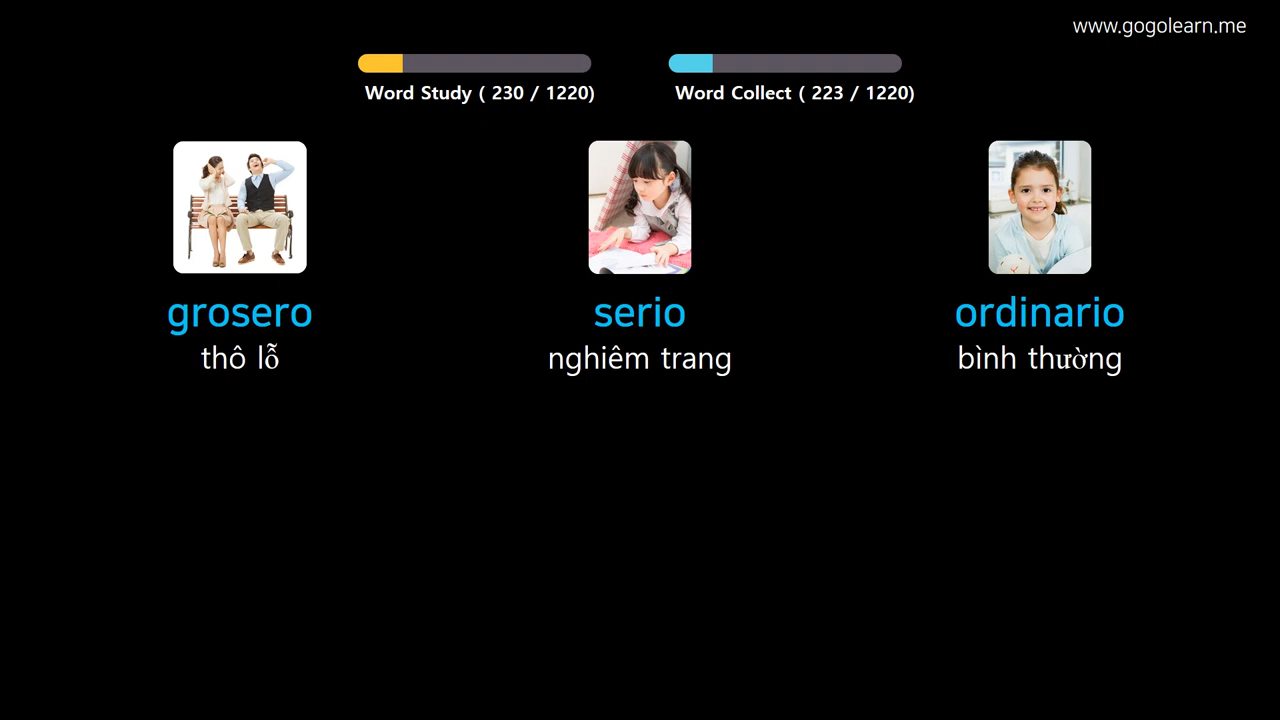 www.gogolearn.me
Word Study ( 230 / 1220)
Word Collect ( 223 / 1220)
grosero
thô lỗ
serio
nghiêm trang
ordinario
bình thường